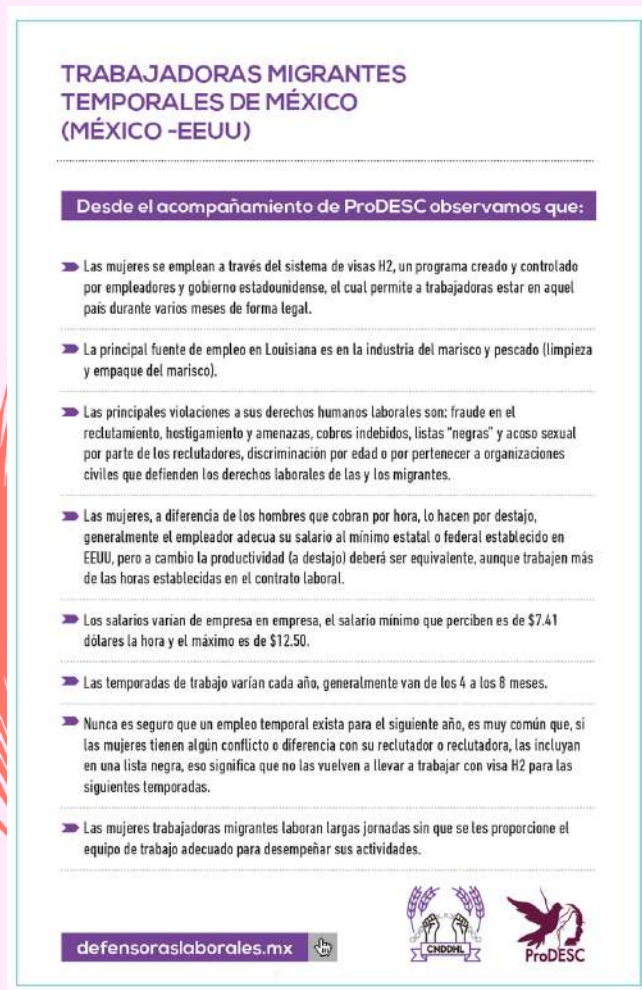 TRABAJADORAS MIGRANTES
TEMPORALES DE MÉXICO
(MÉXICO -EEUU)
Desde el acompañamiento de ProDESC observamos que:
Las mujeres se emplean a través del sistema de visas H2, un programa creado y controlado
por empleadores y gobierno estadounidense, el cual permite a trabajadoras estar en aquel
país durante varios meses de forma legal.
La principal fuente de empleo en Louisiana es en la industria del marisco y pescado (limpieza
y empaque del marisco).
Las principales violaciones a sus derechos humanos laborales son: fraude en el
reclutamiento, hostigamiento y amenazas, cobros indebidos, listas "negras" y acoso sexual
por parte de los reclutadores, discriminación por edad o por pertenecer a organizaciones
civiles que defienden los derechos laborales de las y los migrantes.
Las mujeres, a diferencia de los hombres que cobran por hora, lo hacen por destajo,
generalmente el empleador adecua su salario al mínimo estatal o federal establecido en
EEUU, pero a cambio la productividad (a destajo) deberá ser equivalente, aunque trabajen más
de las horas establecidas en el contrato laboral.
Los salarios varían de empresa en empresa, el salario mínimo que perciben es de $7.41
dólares la hora y el máximo es de $12.50.
Las temporadas de trabajo varían cada año, generalmente van de los 4 a los 8 meses.
Nunca es seguro que un empleo temporal exista para el siguiente año, es muy común que, si
las mujeres tienen algún conflicto o diferencia con su reclutador o reclutadora, las incluyan
en una lista negra, eso significa que no las vuelven a llevar a trabajar con visa H2 para las
siguientes temporadas.
Las mujeres trabajadoras migrantes laboran largas jornadas sin que se les proporcione el
equipo de trabajo adecuado para desempeñar sus actividades.
defensoraslaborales.mx
CNDDHL
ProDESC